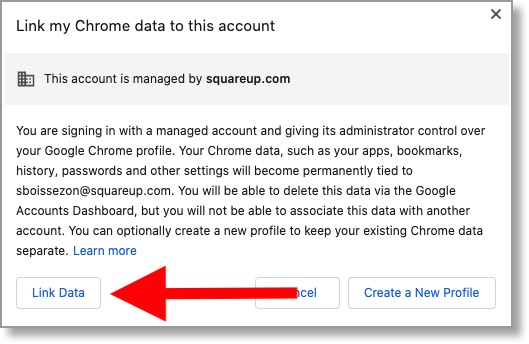 Link my Chrome data to this account
This account is managed by squareup.com
You are signing in with a managed account and giving its administrator control over
your Google Chrome profile. Your Chrome data, such as your apps, bookmarks,
history, passwords and other settings will become permanently tied to
sboissezon@squareup.com. You will be able to delete this data via the Google
Accounts Dashboard, but you will not be able to associate this data with another
account. You can optionally create a new profile to keep your existing Chrome data
separate. Learn more
Link Data
Create a New Profile